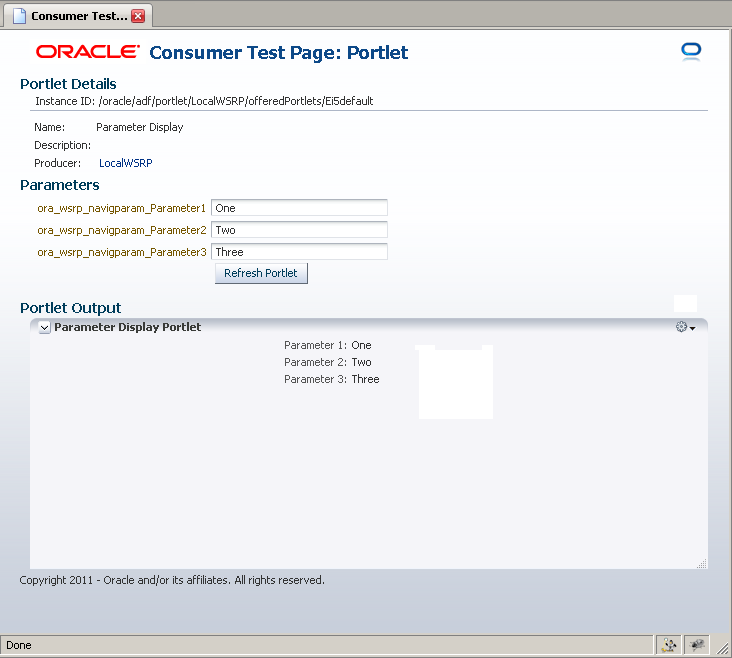 Consumer Test...
ORACLE Consumer Test Page: Portlet
Portlet Details
Instance ID: /oracle/adf/portlet/LocalWSRP/offeredPortlets/Ei5default
Name: Parameter Display
Description:
Producer: LocalWSRP
Parameters
ora_wsrp_navigparam_Parameter1 One
ora_wsrp_navigparam_Parameter2 Two
ora_wsrp_navigparam_Parameter3 Three
Refresh Portlet
Portlet Output
Parameter Display Portlet
Parameter 1: One
Parameter 2: Two
Parameter 3: Three
Copyright 2011 - Oracle and/or its affiliates. All rights reserved.
Done